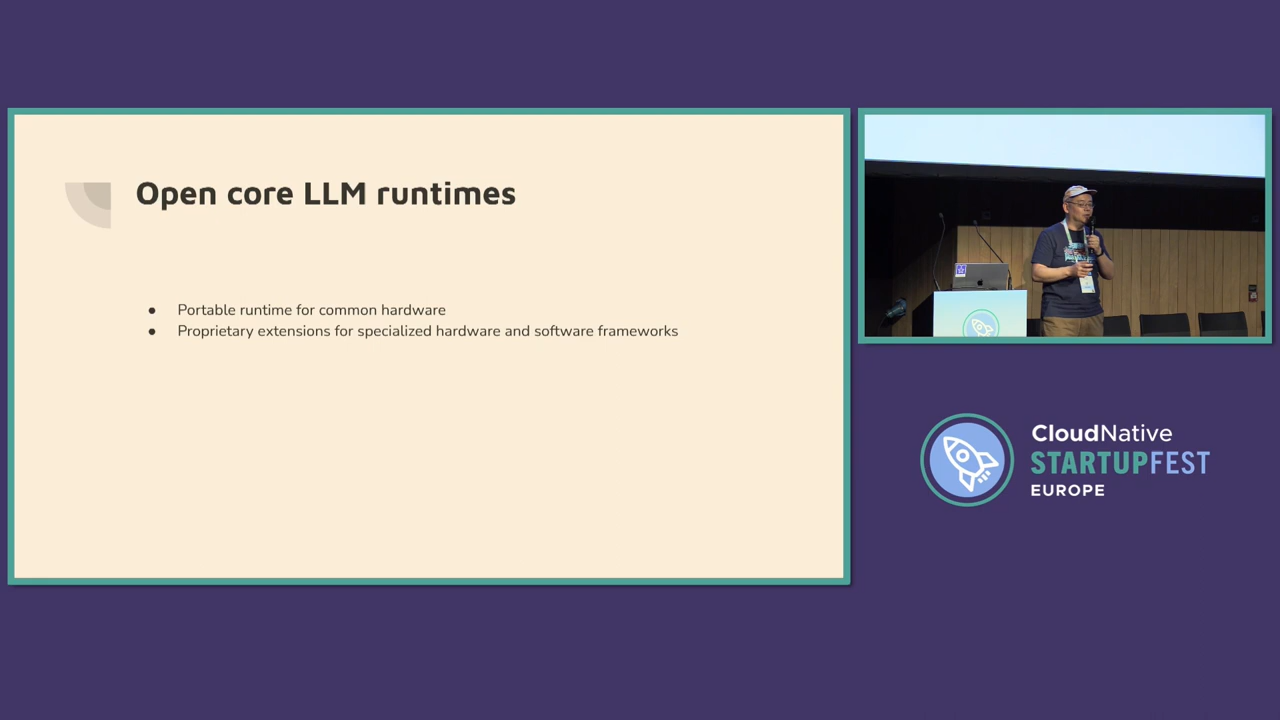 Open core LLM runtimes
● Portable runtime for common hardware
● Proprietary extensions for specialized hardware and software frameworks
CloudNative
STARTUPFEST
EUROPE